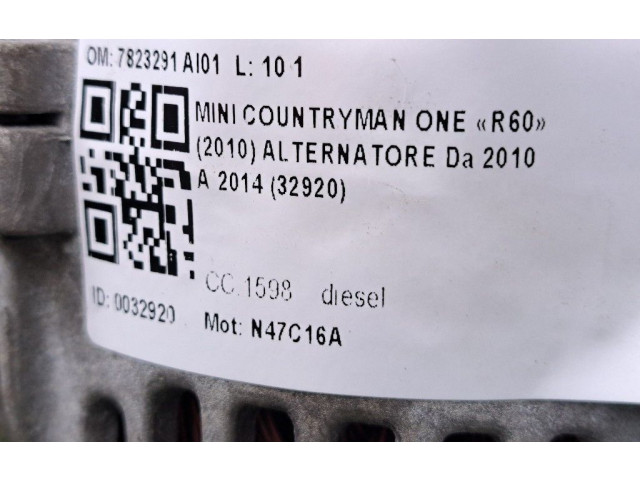 OM: 7823291 AI01 L: 10 1
MINI COUNTRYMAN ONE «R60»
(2010) ALTERNATORE Da 2010
A 2014 (32920)
CC.1598 diesel
ID: 0032920
Mot: N47C16A